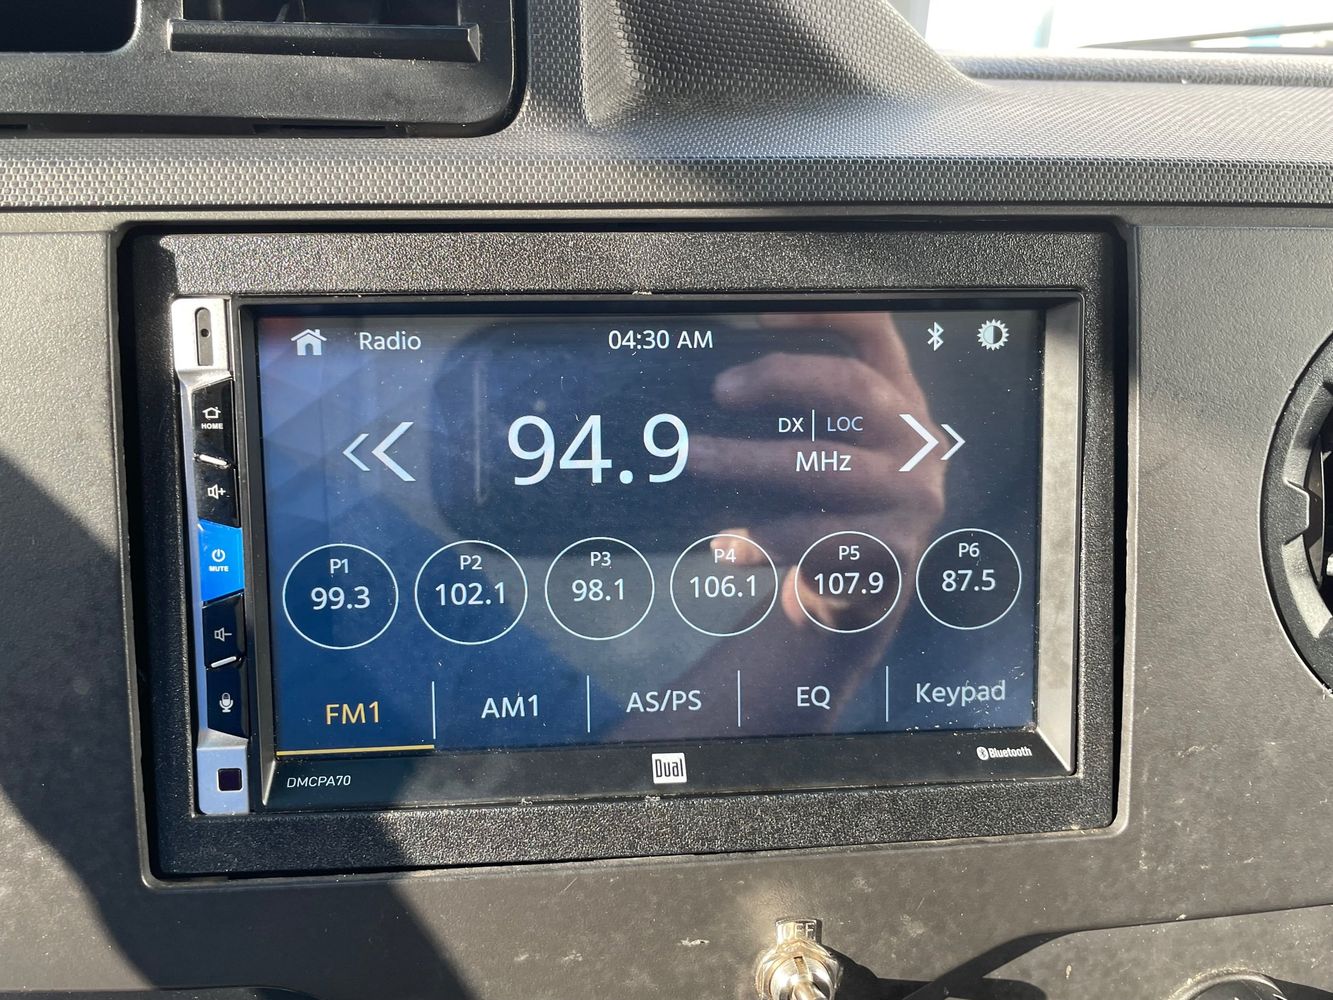 Radio
04:30 AM
94.9
DX | LOC
MHz
HOME
MUTE
P1
99.3
P2
102.1
P3
98.1
P4
106.1
P5
107.9
P6
87.5
FM1
AM1
AS/PS
EQ
Keypad
DMCPA70
Dual
Bluetooth
OFF